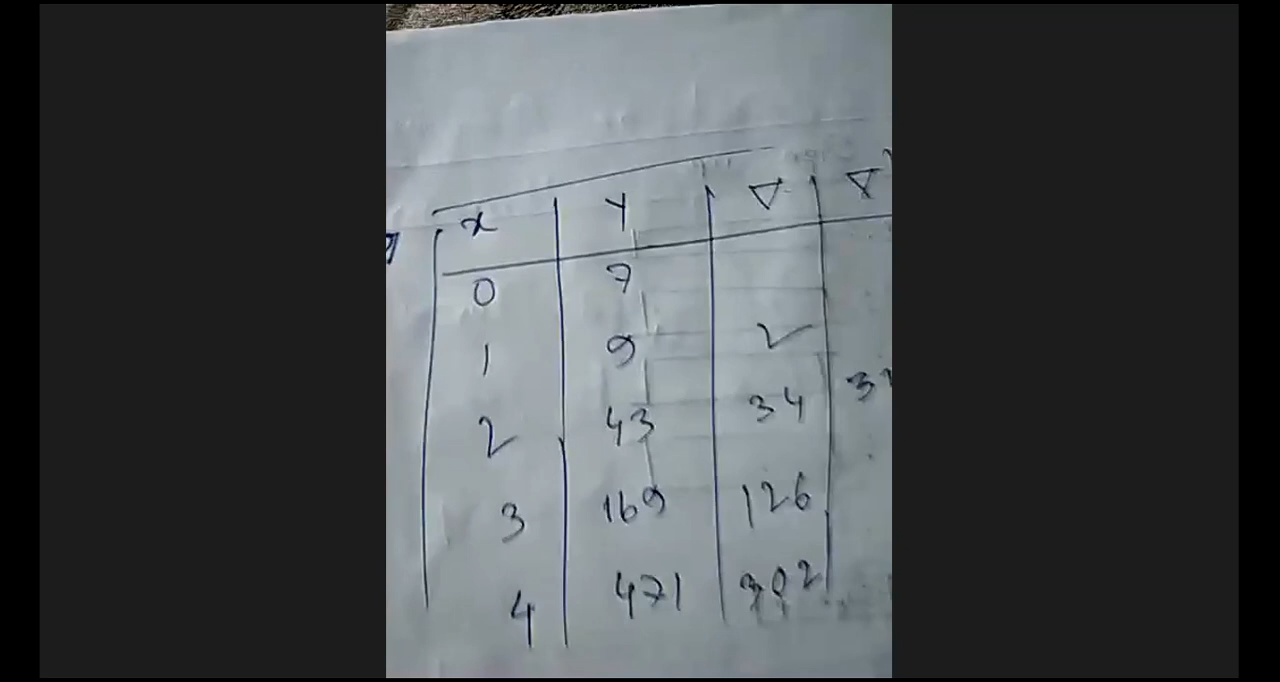 x y ∇ ∇
0 7
1 9 2
2 43 34
3 169 126
4 471 302